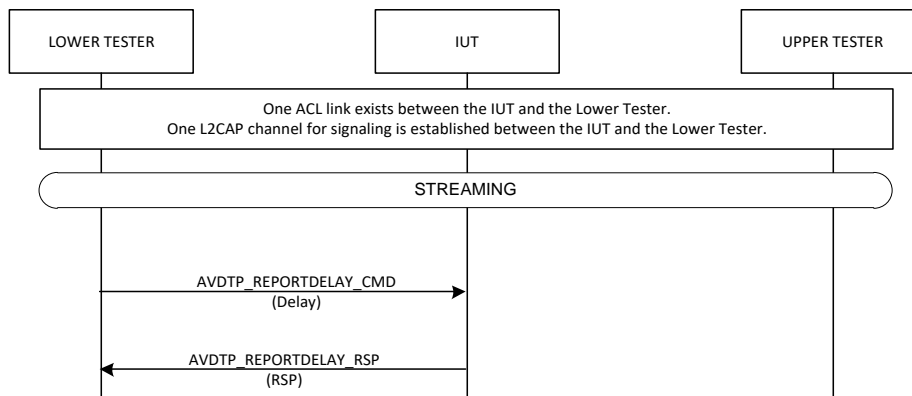 LOWER TESTER
IUT
UPPER TESTER
One ACL link exists between the IUT and the Lower Tester.
One L2CAP channel for signaling is established between the IUT and the Lower Tester.
STREAMING
AVDTP_REPORTDELAY_CMD
(Delay)
AVDTP_REPORTDELAY_RSP
(RSP)